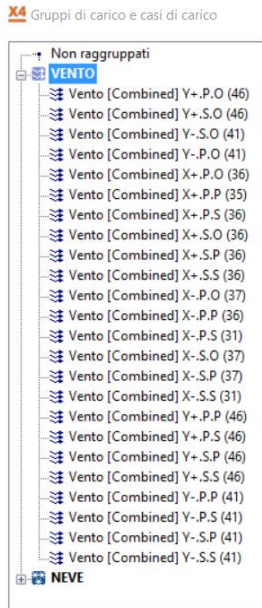 X4 Gruppi di carico e casi di carico
Non raggruppati
VENTO
Vento [Combined] Y+.P.O (46)
Vento [Combined] Y+.S.O (46)
Vento [Combined] Y-.S.O (41)
Vento [Combined] Y-.P.O (41)
Vento [Combined] X+.P.O (36)
Vento [Combined] X+.P.P (35)
Vento [Combined] X+.P.S (36)
Vento [Combined] X+.S.O (36)
Vento [Combined] X+.S.P (36)
Vento [Combined] X+.S.S (36)
Vento [Combined] X-.P.O (37)
Vento [Combined] X-.P.P (36)
Vento [Combined] X-.P.S (31)
Vento [Combined] X-.S.O (37)
Vento [Combined] X-.S.P (37)
Vento [Combined] X-.S.S (31)
Vento [Combined] Y+.P.P (46)
Vento [Combined] Y+.P.S (46)
Vento [Combined] Y+.S.P (46)
Vento [Combined] Y+.S.S (46)
Vento [Combined] Y-.P.P (41)
Vento [Combined] Y-.P.S (41)
Vento [Combined] Y-.S.P (41)
Vento [Combined] Y-.S.S (41)
NEVE